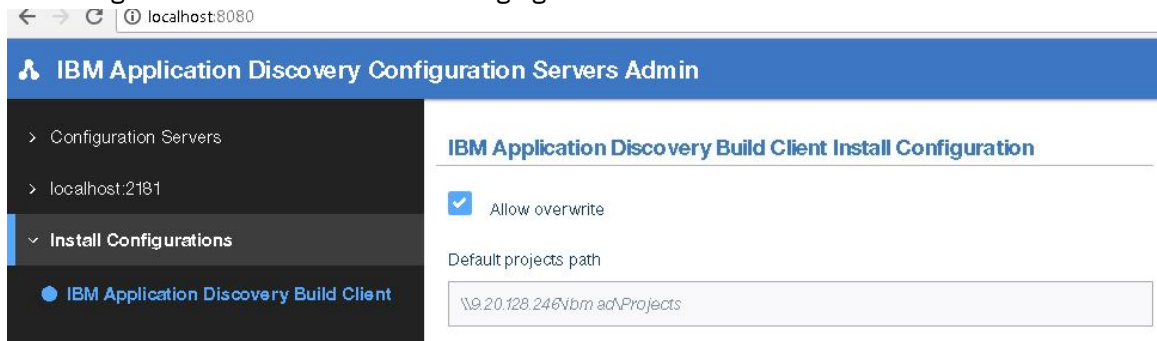 localhost:8080
IBM Application Discovery Configuration Servers Admin
> Configuration Servers
> localhost:2181
Install Configurations
IBM Application Discovery Build Client
IBM Application Discovery Build Client Install Configuration
Allow overwrite
Default projects path
\\9.20.128.246\ibm ad\Projects